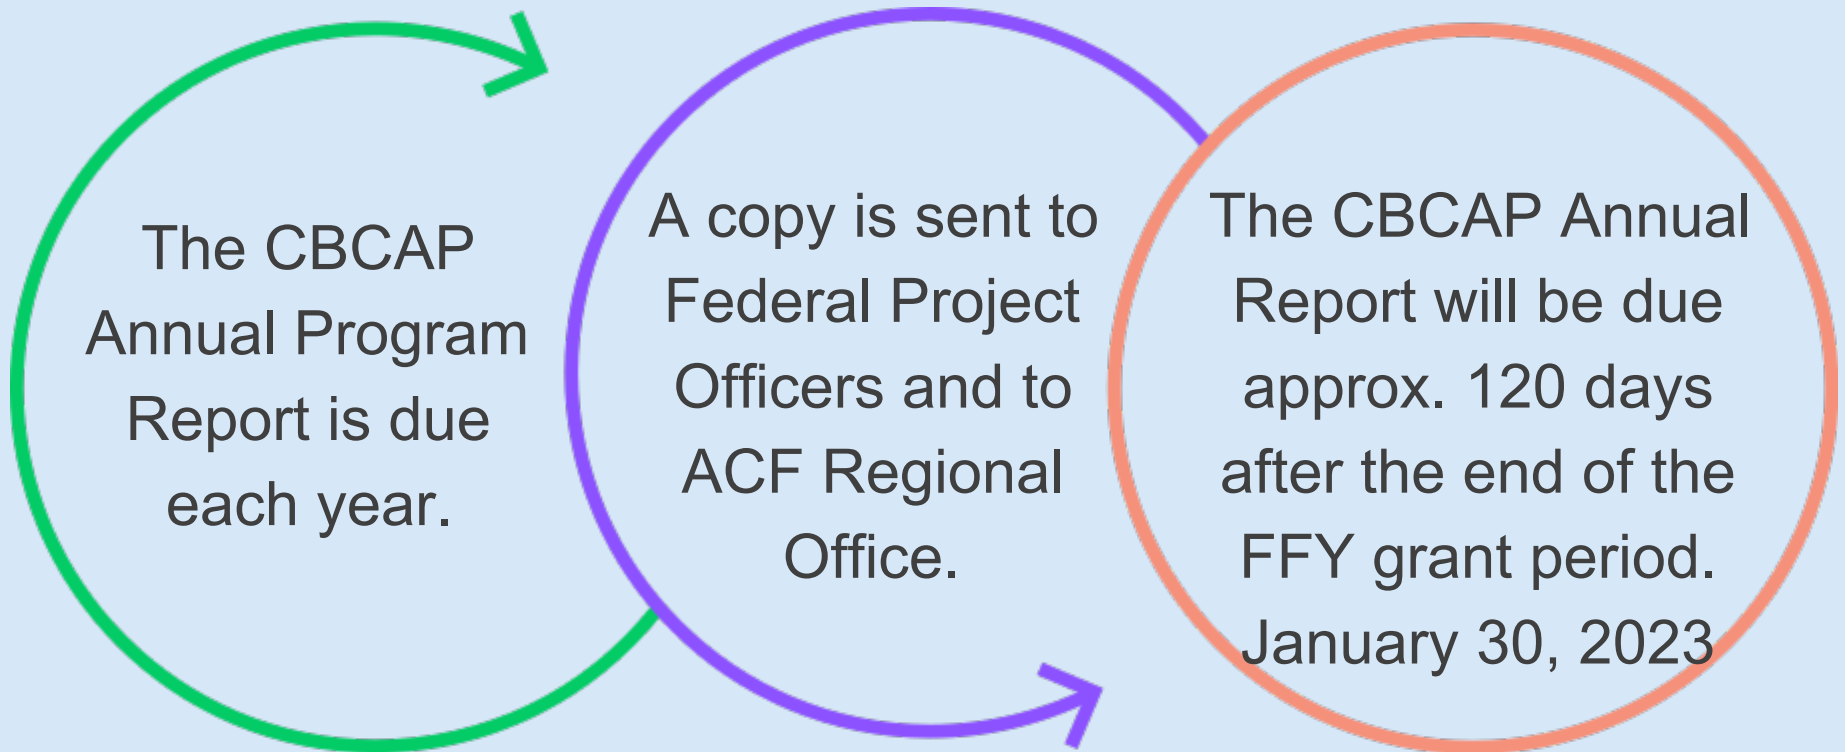 The CBCAP
Annual Program
Report is due
each year.
A copy is sent to
Federal Project
Officers and to
ACF Regional
Office.
The CBCAP Annual
Report will be due
approx. 120 days
after the end of the
FFY grant period.
January 30, 2023